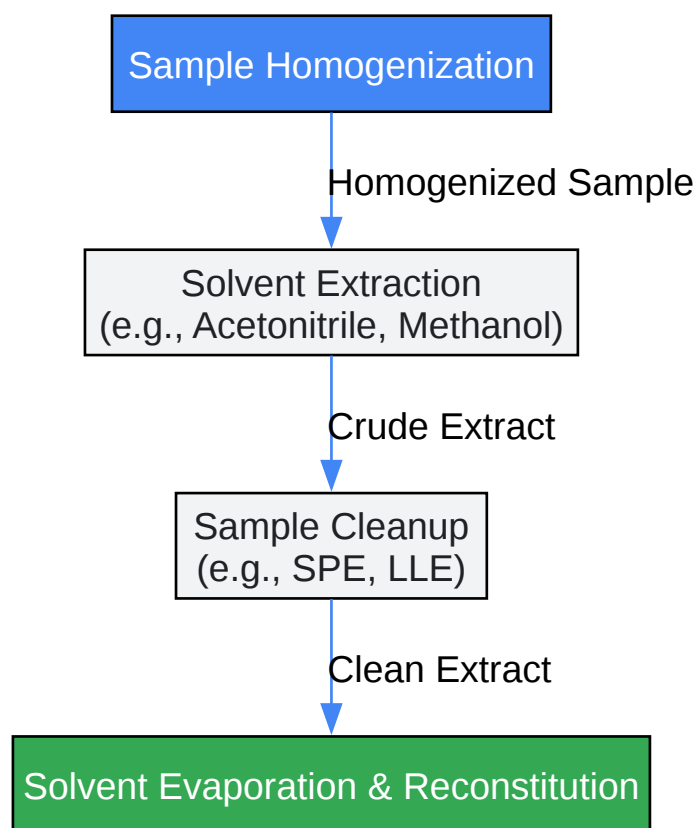 Sample Homogenization
Homogenized Sample
Solvent Extraction
(e.g., Acetonitrile, Methanol)
Crude Extract
Sample Cleanup
(e.g., SPE, LLE)
Clean Extract
Solvent Evaporation & Reconstitution